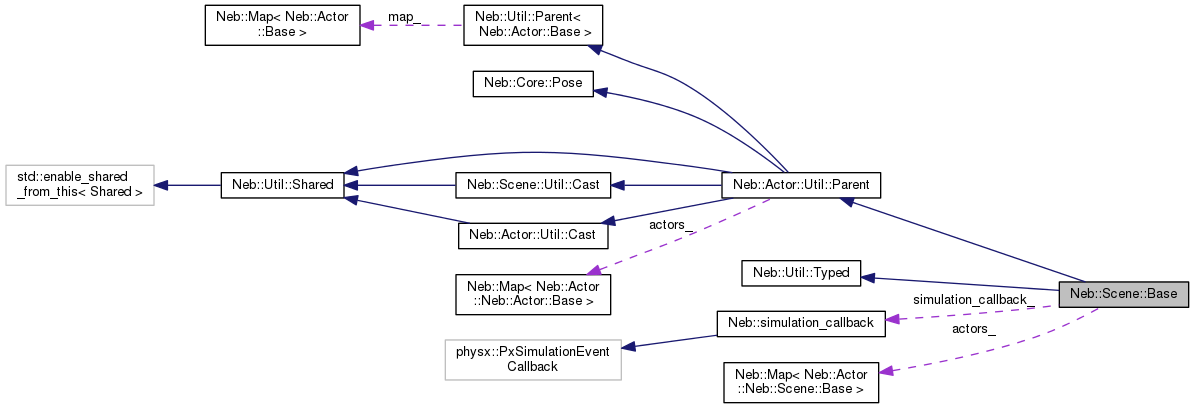 Neb::Map< Neb::Actor
::Base >
map_
Neb::Util::Parent<
Neb::Actor::Base >
Neb::Core::Pose
std::enable_shared
_from_this< Shared >
Neb::Util::Shared
Neb::Scene::Util::Cast
Neb::Actor::Util::Parent
Neb::Actor::Util::Cast
actors_
Neb::Map< Neb::Actor
::Neb::Actor::Base >
Neb::Util::Typed
Neb::Scene::Base
simulation_callback_
Neb::simulation_callback
actors_
physx::PxSimulationEvent
Callback
Neb::Map< Neb::Actor
::Neb::Scene::Base >